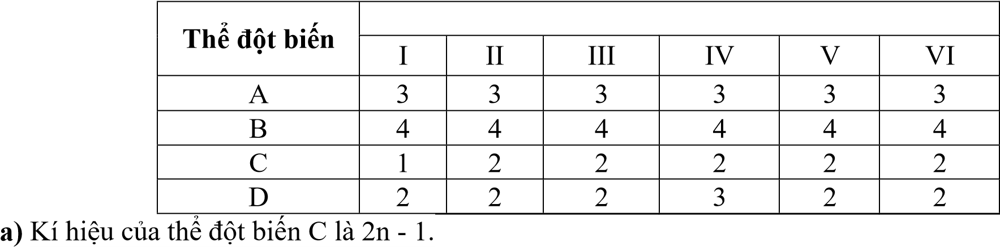 Thể đột biến
I II III IV V VI
A 3 3 3 3 3 3
B 4 4 4 4 4 4
C 1 2 2 2 2 2
D 2 2 2 3 2 2
a) Kí hiệu của thể đột biến C là 2n - 1.